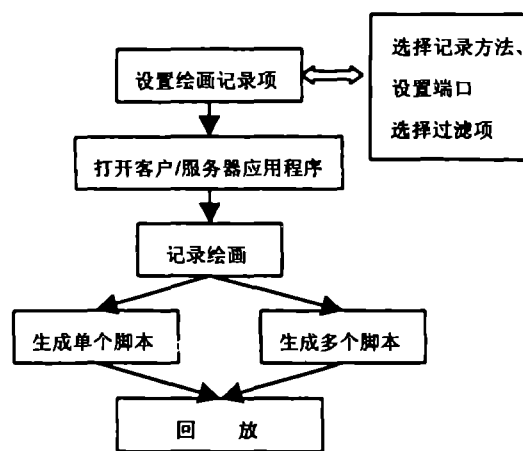 设置绘画记录项
选择记录方法、
设置端口
选择过滤项
打开客户/服务器应用程序
记录绘画
生成单个脚本
生成多个脚本
回 放